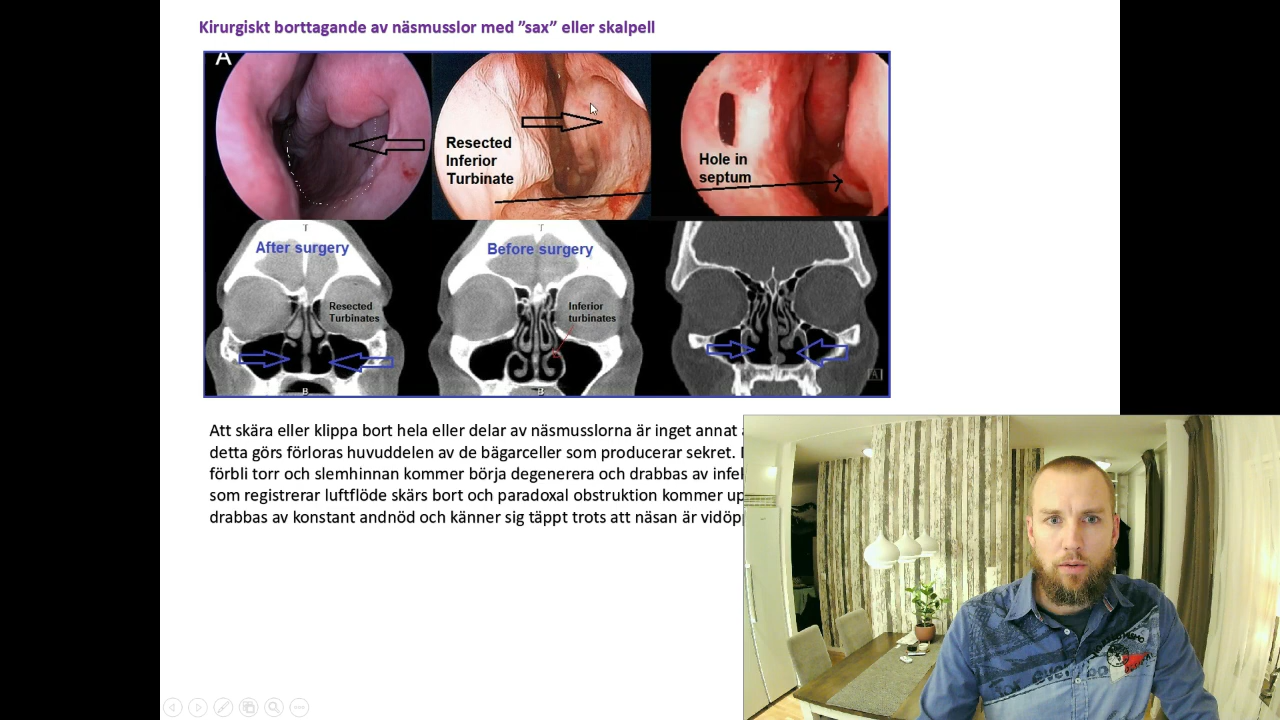 Kirurgiskt borttagande av näsmusslor med ”sax” eller skalpell
A
Resected
Inferior
Turbinate
Hole in
septum
T
After surgery
Resected
Turbinates
B
T
Before surgery
Inferior
turbinates
B
A
Att skära eller klippa bort hela eller delar av näsmusslorna är inget annat
detta görs förloras huvuddelen av de bägarceller som producerar sekret.
förbli torr och slemhinnan kommer börja degenerera och drabbas av
som registrerar luftflöde skärs bort och paradoxal obstruktion kommer
drabbas av konstant andnöd och känner sig täppt trots att näsan är